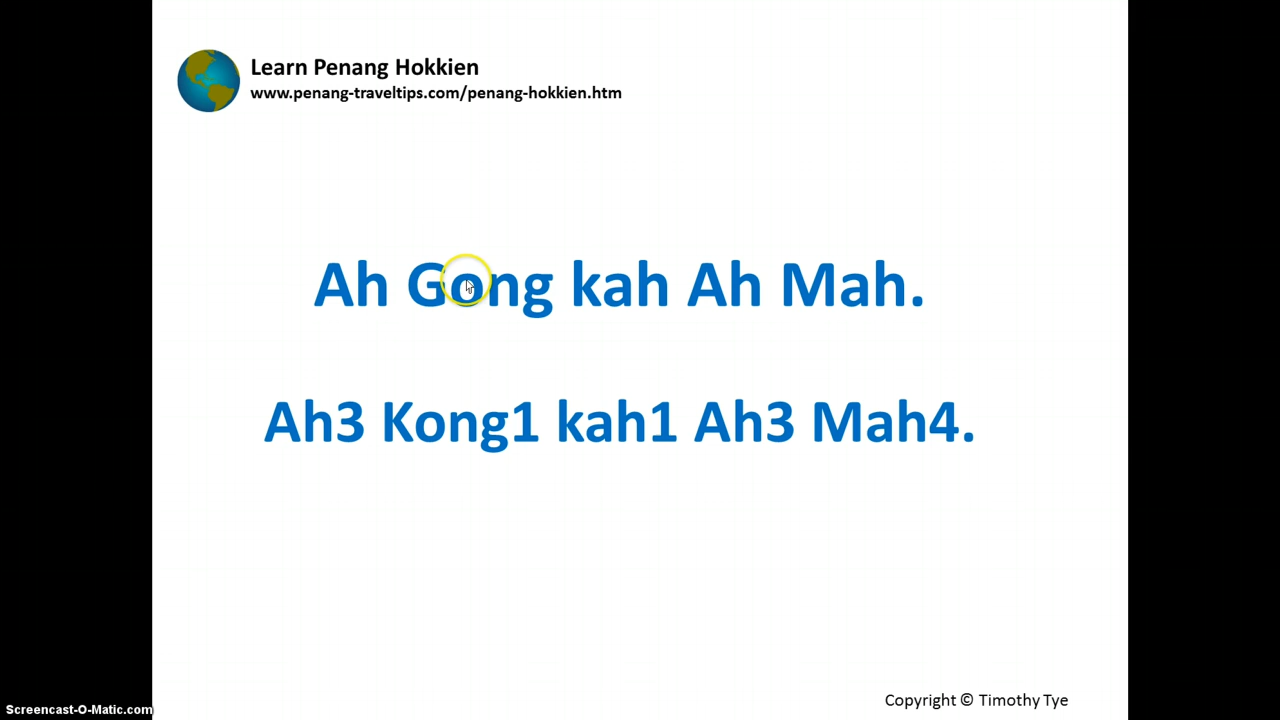 Learn Penang Hokkien
www.penang-traveltips.com/penang-hokkien.htm
Ah Gong kah Ah Mah.
Ah3 Kong1 kah1 Ah3 Mah4.
Copyright © Timothy Tye
Screencast-O-Matic.com